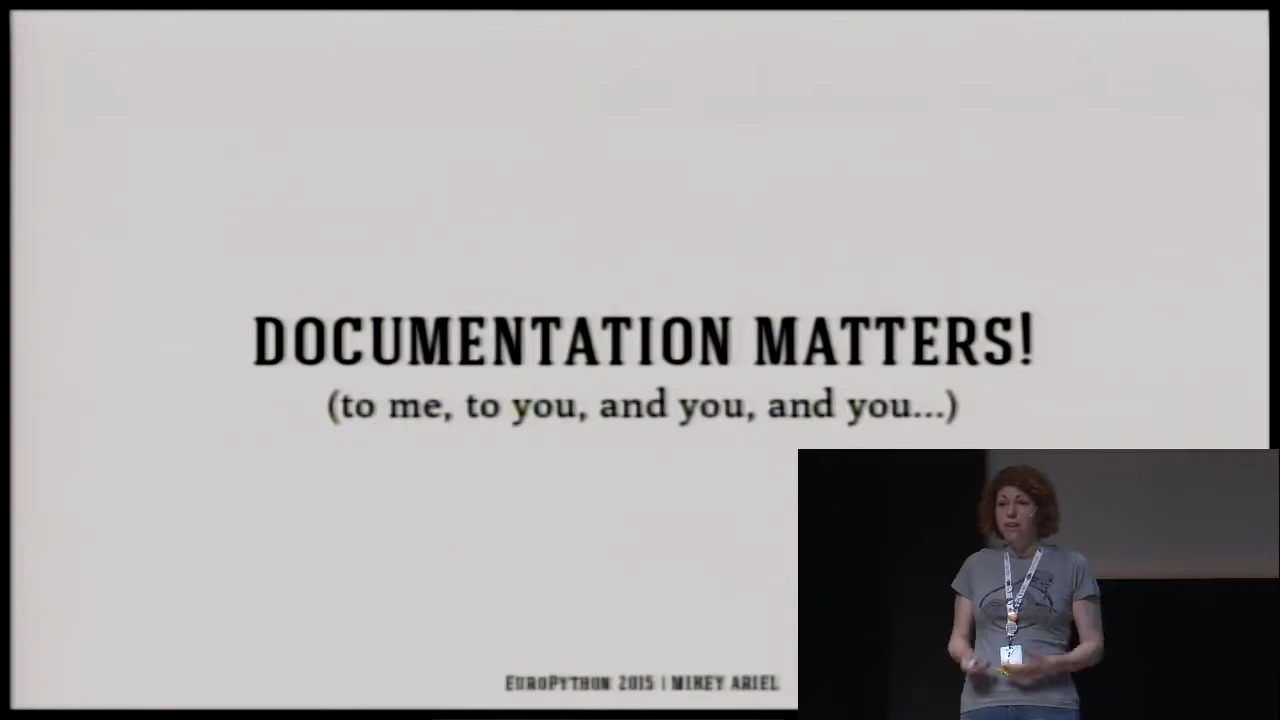 DOCUMENTATION MATTERS!
(to me, to you, and you, and you...)
EUROPYTHON 2015 | MIKEY ARIEL